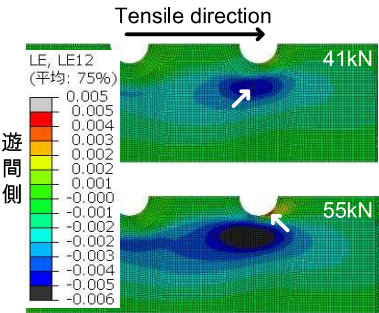 Tensile direction
LE, LE12
(平均: 75%)
0.005
0.005
0.004
0.003
0.002
0.002
0.001
-0.000
-0.001
-0.002
-0.002
-0.003
-0.004
-0.005
-0.006
遊間側
41kN
55kN